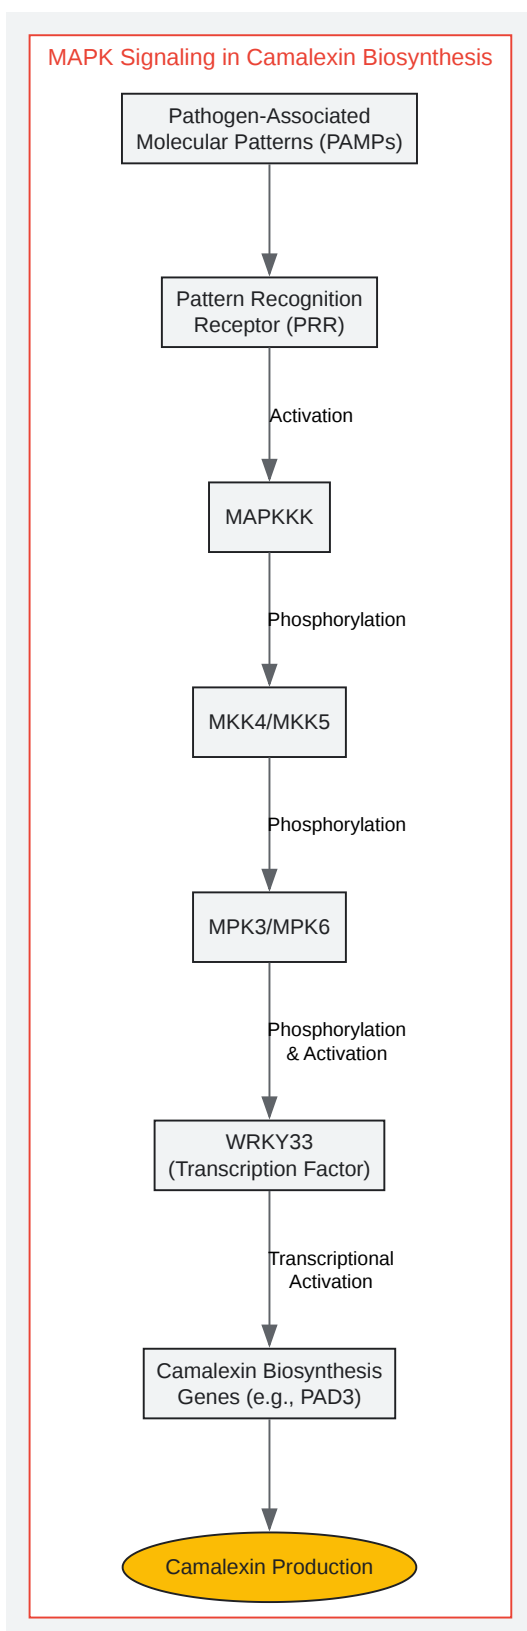 MAPK Signaling in Camalexin Biosynthesis
Pathogen-Associated
Molecular Patterns (PAMPs)
Pattern Recognition
Receptor (PRR)
Activation
MAPKKK
Phosphorylation
MKK4/MKK5
Phosphorylation
MPK3/MPK6
Phosphorylation
& Activation
WRKY33
(Transcription Factor)
Transcriptional
Activation
Camalexin Biosynthesis
Genes (e.g., PAD3)
Camalexin Production